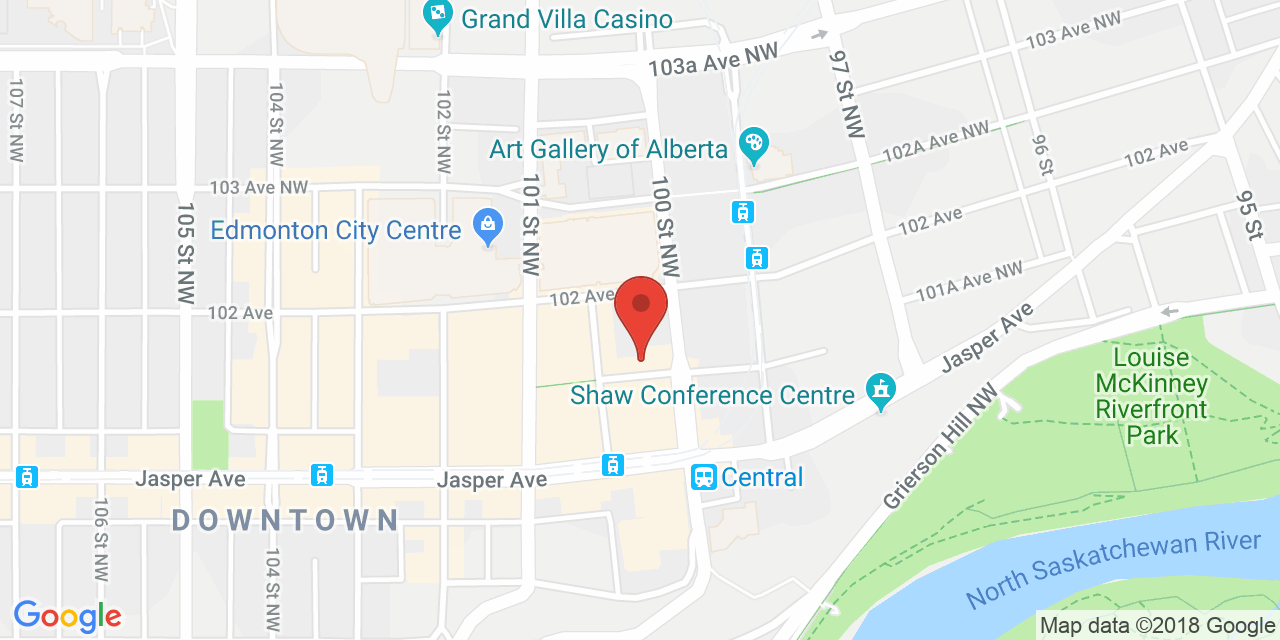 Grand Villa Casino
103 Ave NW
103a Ave NW
97 St NW
107 St NW
104 St NW
102 St NW
Art Gallery of Alberta
102A Ave NW
96 St
102 Ave
103 Ave NW
101 St NW
100 St NW
105 St NW
Edmonton City Centre
102 Ave
95 St
101A Ave NW
102 Ave
102 Ave
Jasper Ave
Louise
McKinney
Riverfront
Park
Shaw Conference Centre
Grierson Hill NW
Jasper Ave
Jasper Ave
Central
DOWNTOWN
106 St NW
104 St NW
North Saskatchewan River
Google
Map data ©2018 Google